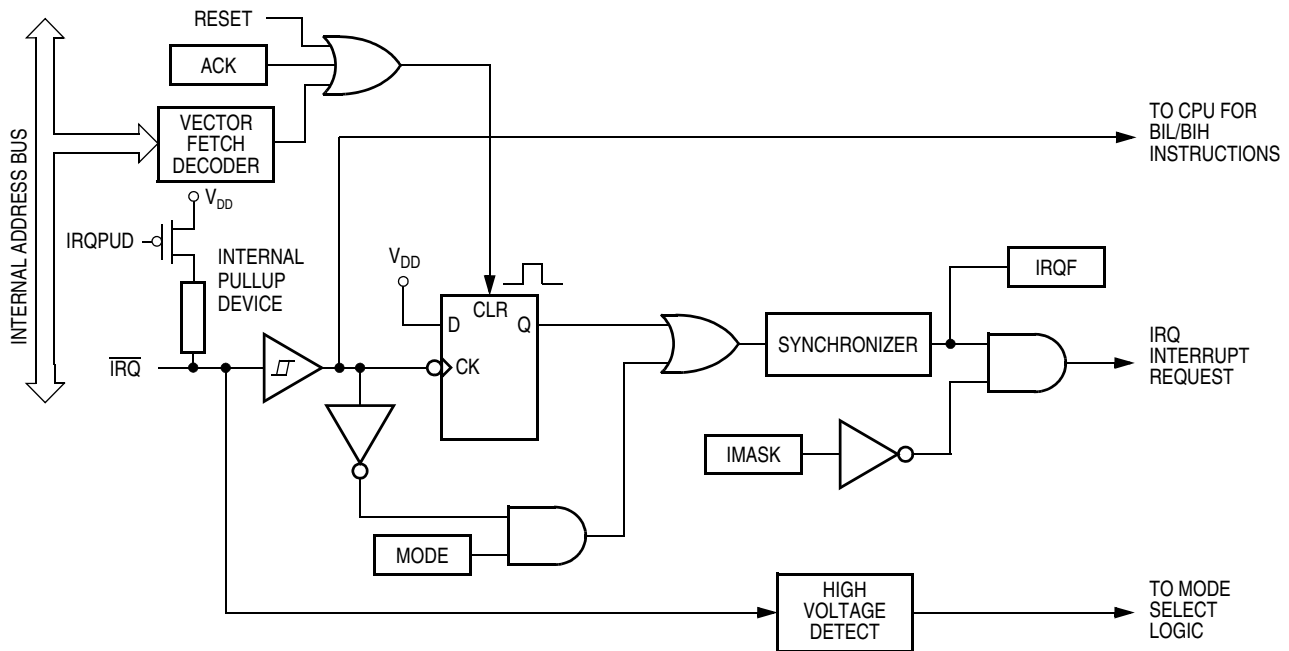 RESET
ACK
VECTOR
FETCH
DECODER
INTERNAL ADDRESS BUS
VDD
IRQPUD
INTERNAL
PULLUP
DEVICE
IRQ
VDD
D
CLR
Q
CK
TO CPU FOR
BIL/BIH
INSTRUCTIONS
IRQF
SYNCHRONIZER
IRQ
INTERRUPT
REQUEST
IMASK
MODE
HIGH
VOLTAGE
DETECT
TO MODE
SELECT
LOGIC